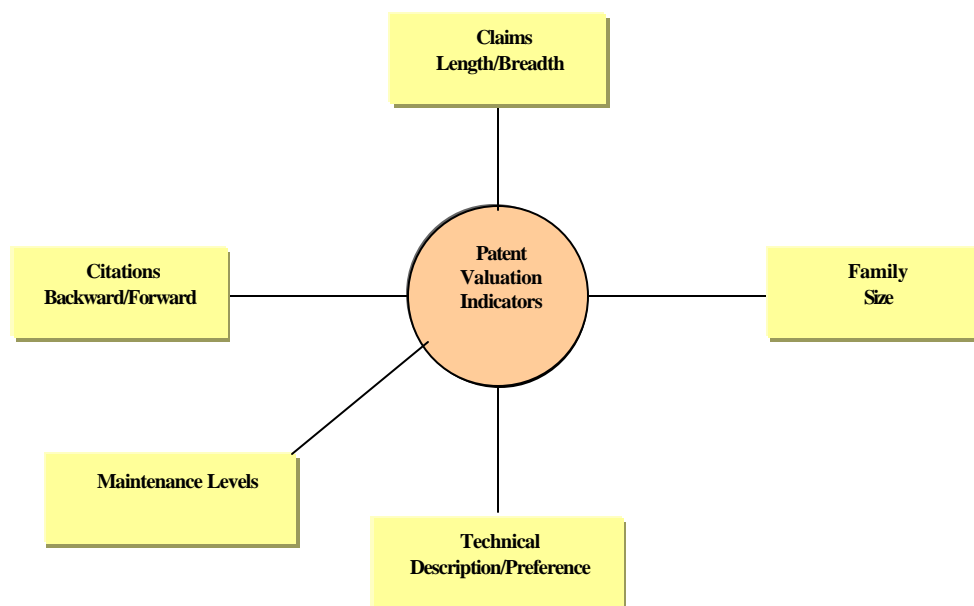 Claims
Length/Breadth
Patent
Valuation
Indicators
Citations
Backward/Forward
Family
Size
Maintenance Levels
Technical
Description/Preference